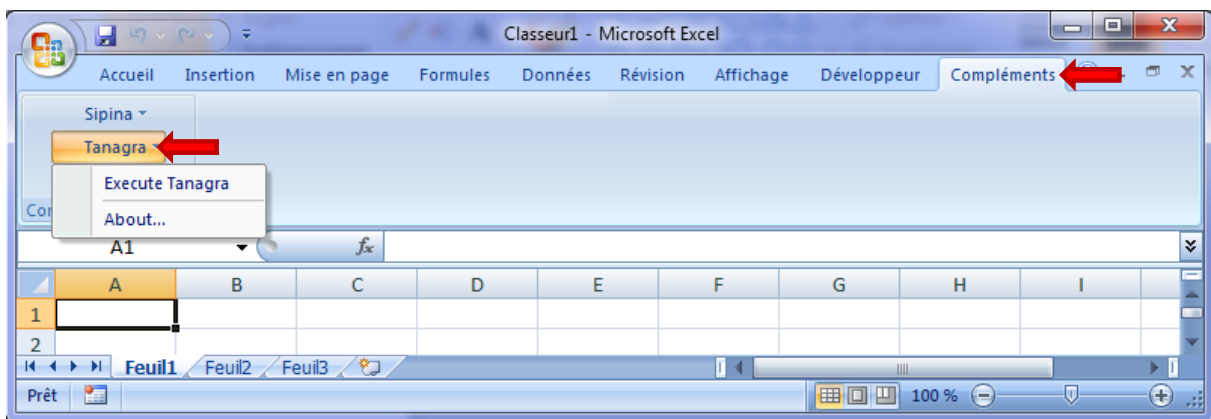 Classeur1 - Microsoft Excel
Accueil Insertion Mise en page Formules Données Révision Affichage Développeur Compléments
Sipina
Tanagra
Execute Tanagra
About...
A1 fx
A B C D E F G H I
1
2
Feuil1 Feuil2 Feuil3
Prêt 100 %